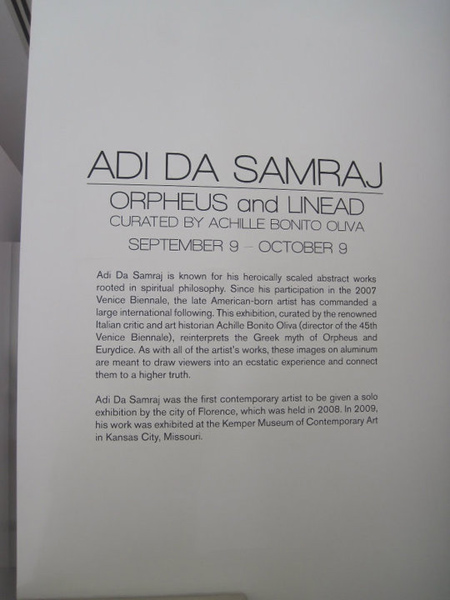 ADI DA SAMRAJ
ORPHEUS and LINEAD
CURATED BY ACHILLE BONITO OLIVA
SEPTEMBER 9 – OCTOBER 9
Adi Da Samraj is known for his heroically scaled abstract works
rooted in spiritual philosophy. Since his participation in the 2007
Venice Biennale, the late American-born artist has commanded a
large international following. This exhibition, curated by the renowned
Italian critic and art historian Achille Bonito Oliva (director of the 45th
Venice Biennale), reinterprets the Greek myth of Orpheus and
Eurydice. As with all of the artist's works, these images on aluminum
are meant to draw viewers into an ecstatic experience and connect
them to a higher truth.
Adi Da Samraj was the first contemporary artist to be given a solo
exhibition by the city of Florence, which was held in 2008. In 2009,
his work was exhibited at the Kemper Museum of Contemporary Art
in Kansas City, Missouri.